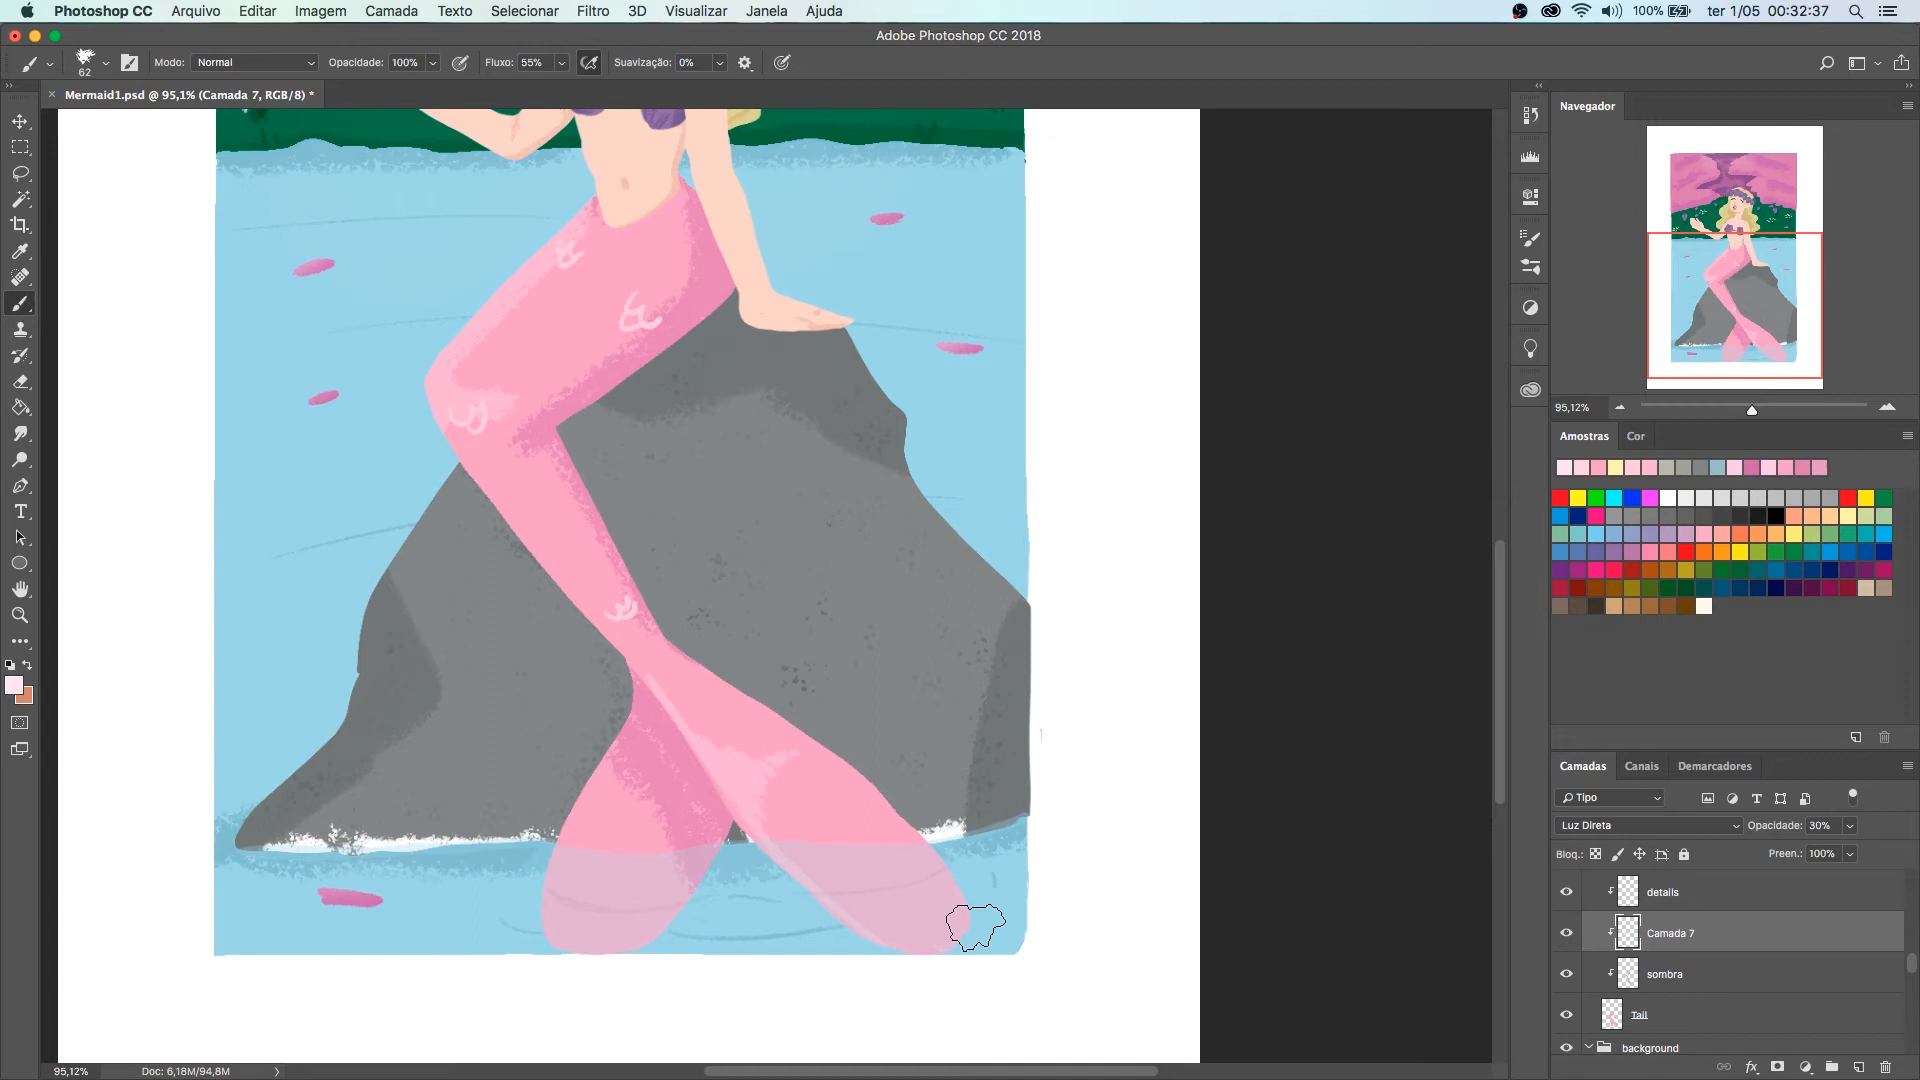 Photoshop CC Arquivo Editar Imagem Camada Texto Selecionar Filtro 3D Visualizar Janela Ajuda 100% ter 1/05 00:32:37
Adobe Photoshop CC 2018
62 Modo: Normal Opacidade: 100% Fluxo: 55% Suavização: 0%
Mermaid1.psd @ 95,1% (Camada 7, RGB/8) *
Navegador
95,12%
Amostras Cor
Camadas Canais Demarcadores
Tipo
Luz Direta Opacidade: 30%
Bloq.: Preen.: 100%
details
Camada 7
sombra
Tail
background
95,12% Doc: 6,18M/94,8M